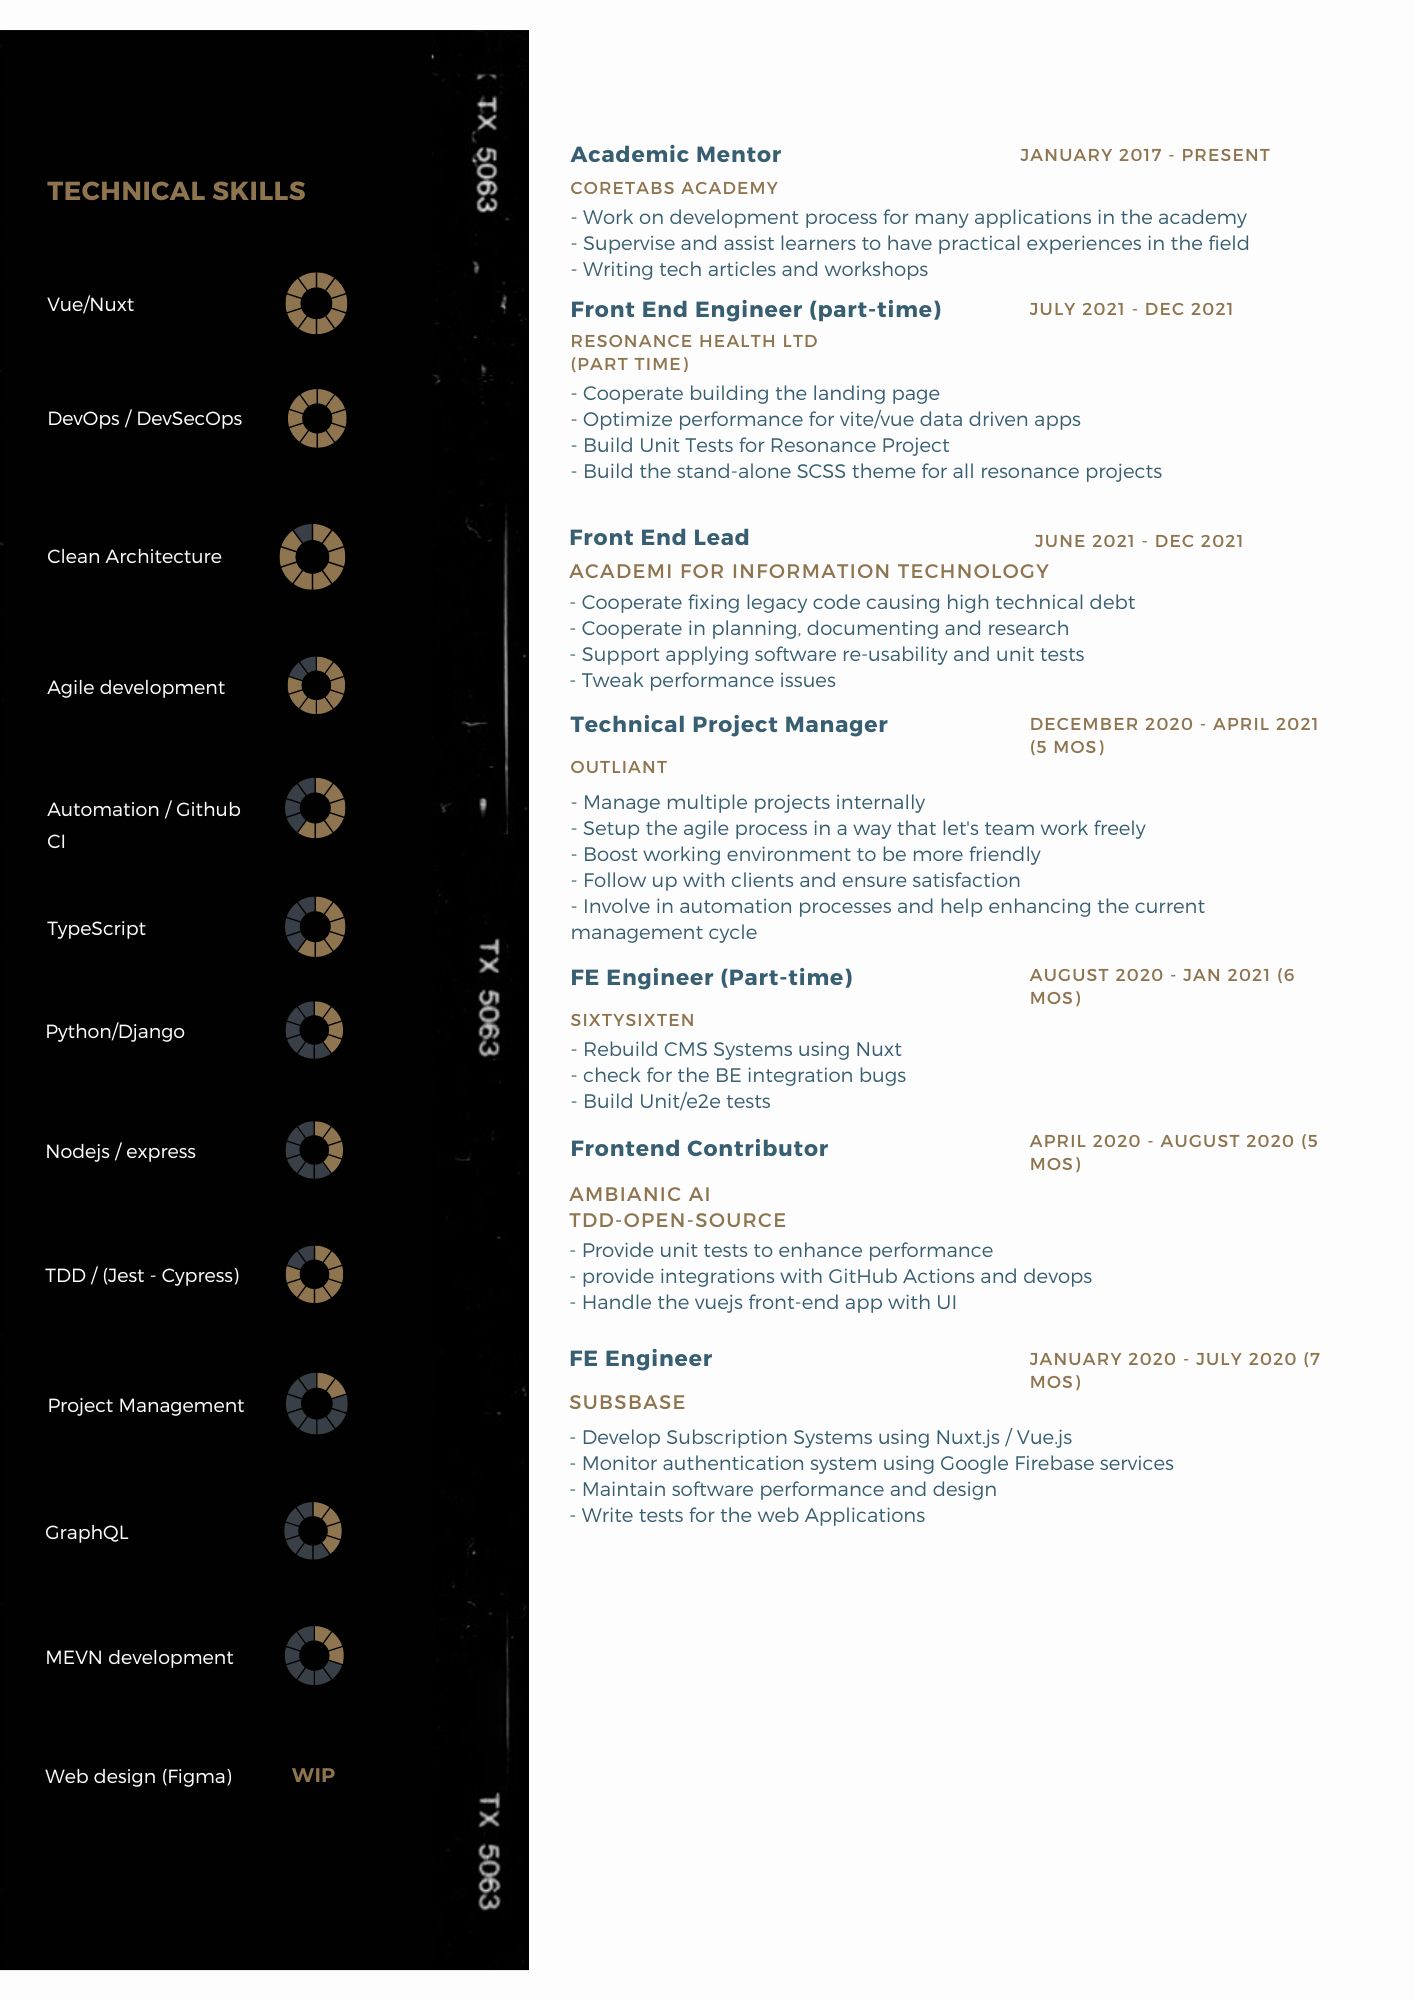 TECHNICAL SKILLS
Vue/Nuxt
DevOps / DevSecOps
Clean Architecture
Agile development
Automation / Github
CI
TypeScript
Python/Django
Nodejs / express
TDD / (Jest - Cypress)
Project Management
GraphQL
MEVN development
Web design (Figma)
WIP
TX 5063
TX 5063
TX 5063
Academic Mentor
JANUARY 2017 - PRESENT
CORETABS ACADEMY
- Work on development process for many applications in the academy
- Supervise and assist learners to have practical experiences in the field
- Writing tech articles and workshops
Front End Engineer (part-time)
JULY 2021 - DEC 2021
RESONANCE HEALTH LTD
(PART TIME)
- Cooperate building the landing page
- Optimize performance for vite/vue data driven apps
- Build Unit Tests for Resonance Project
- Build the stand-alone SCSS theme for all resonance projects
Front End Lead
JUNE 2021 - DEC 2021
ACADEMI FOR INFORMATION TECHNOLOGY
- Cooperate fixing legacy code causing high technical debt
- Cooperate in planning, documenting and research
- Support applying software re-usability and unit tests
- Tweak performance issues
Technical Project Manager
DECEMBER 2020 - APRIL 2021
(5 MOS)
OUTLIANT
- Manage multiple projects internally
- Setup the agile process in a way that let's team work freely
- Boost working environment to be more friendly
- Follow up with clients and ensure satisfaction
- Involve in automation processes and help enhancing the current
management cycle
FE Engineer (Part-time)
AUGUST 2020 - JAN 2021 (6
MOS)
SIXTYSIXTEN
- Rebuild CMS Systems using Nuxt
- check for the BE integration bugs
- Build Unit/e2e tests
Frontend Contributor
APRIL 2020 - AUGUST 2020 (5
MOS)
AMBIANIC AI
TDD-OPEN-SOURCE
- Provide unit tests to enhance performance
- provide integrations with GitHub Actions and devops
- Handle the vuejs front-end app with UI
FE Engineer
JANUARY 2020 - JULY 2020 (7
MOS)
SUBSBASE
- Develop Subscription Systems using Nuxt.js / Vue.js
- Monitor authentication system using Google Firebase services
- Maintain software performance and design
- Write tests for the web Applications